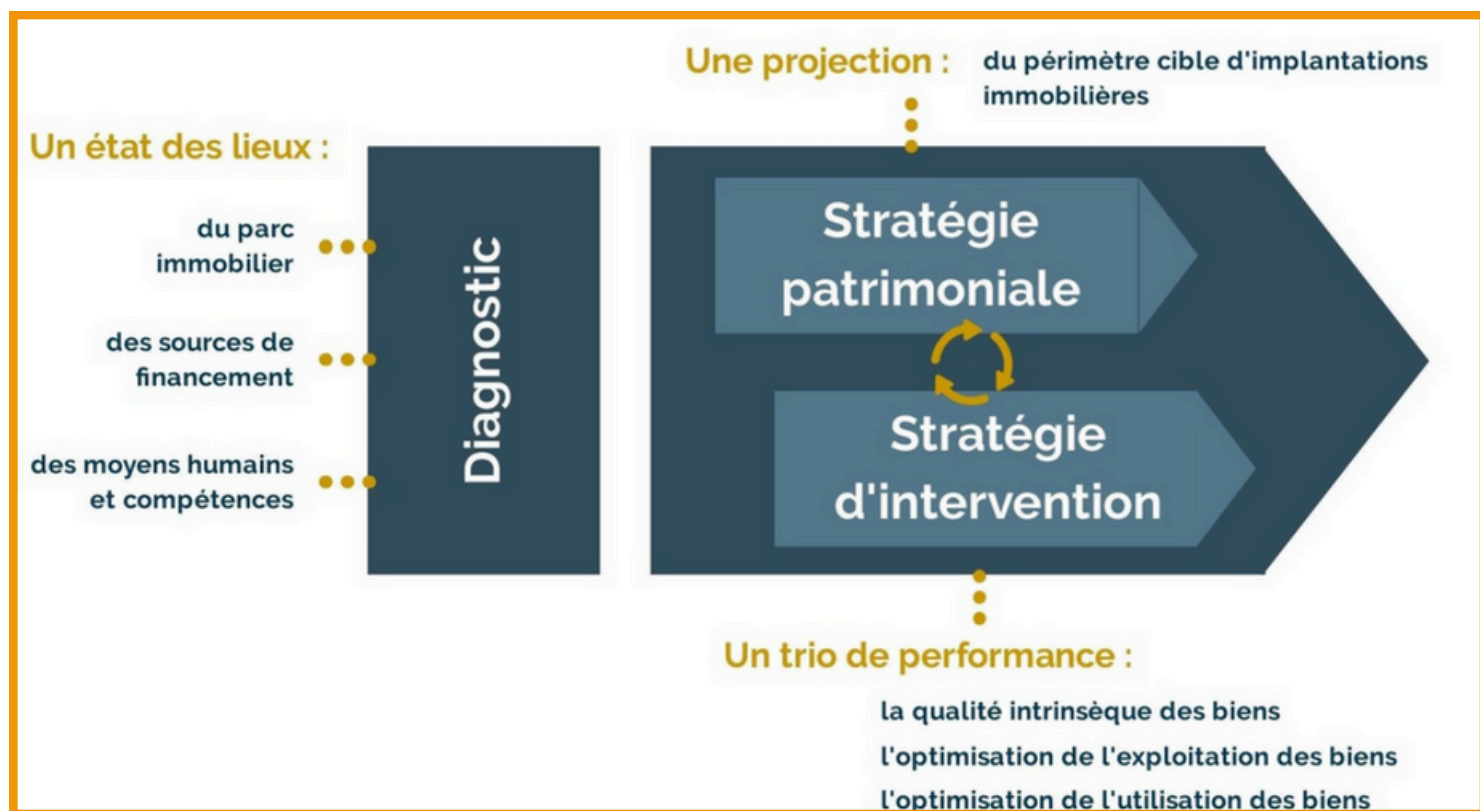 Une projection :
du périmètre cible d'implantations
immobilières
Un état des lieux :
du parc
immobilier
des sources de
financement
des moyens humains
et compétences
Diagnostic
Stratégie
patrimoniale
Stratégie
d'intervention
Un trio de performance :
la qualité intrinsèque des biens
l'optimisation de l'exploitation des biens
l'optimisation de l'utilisation des biens